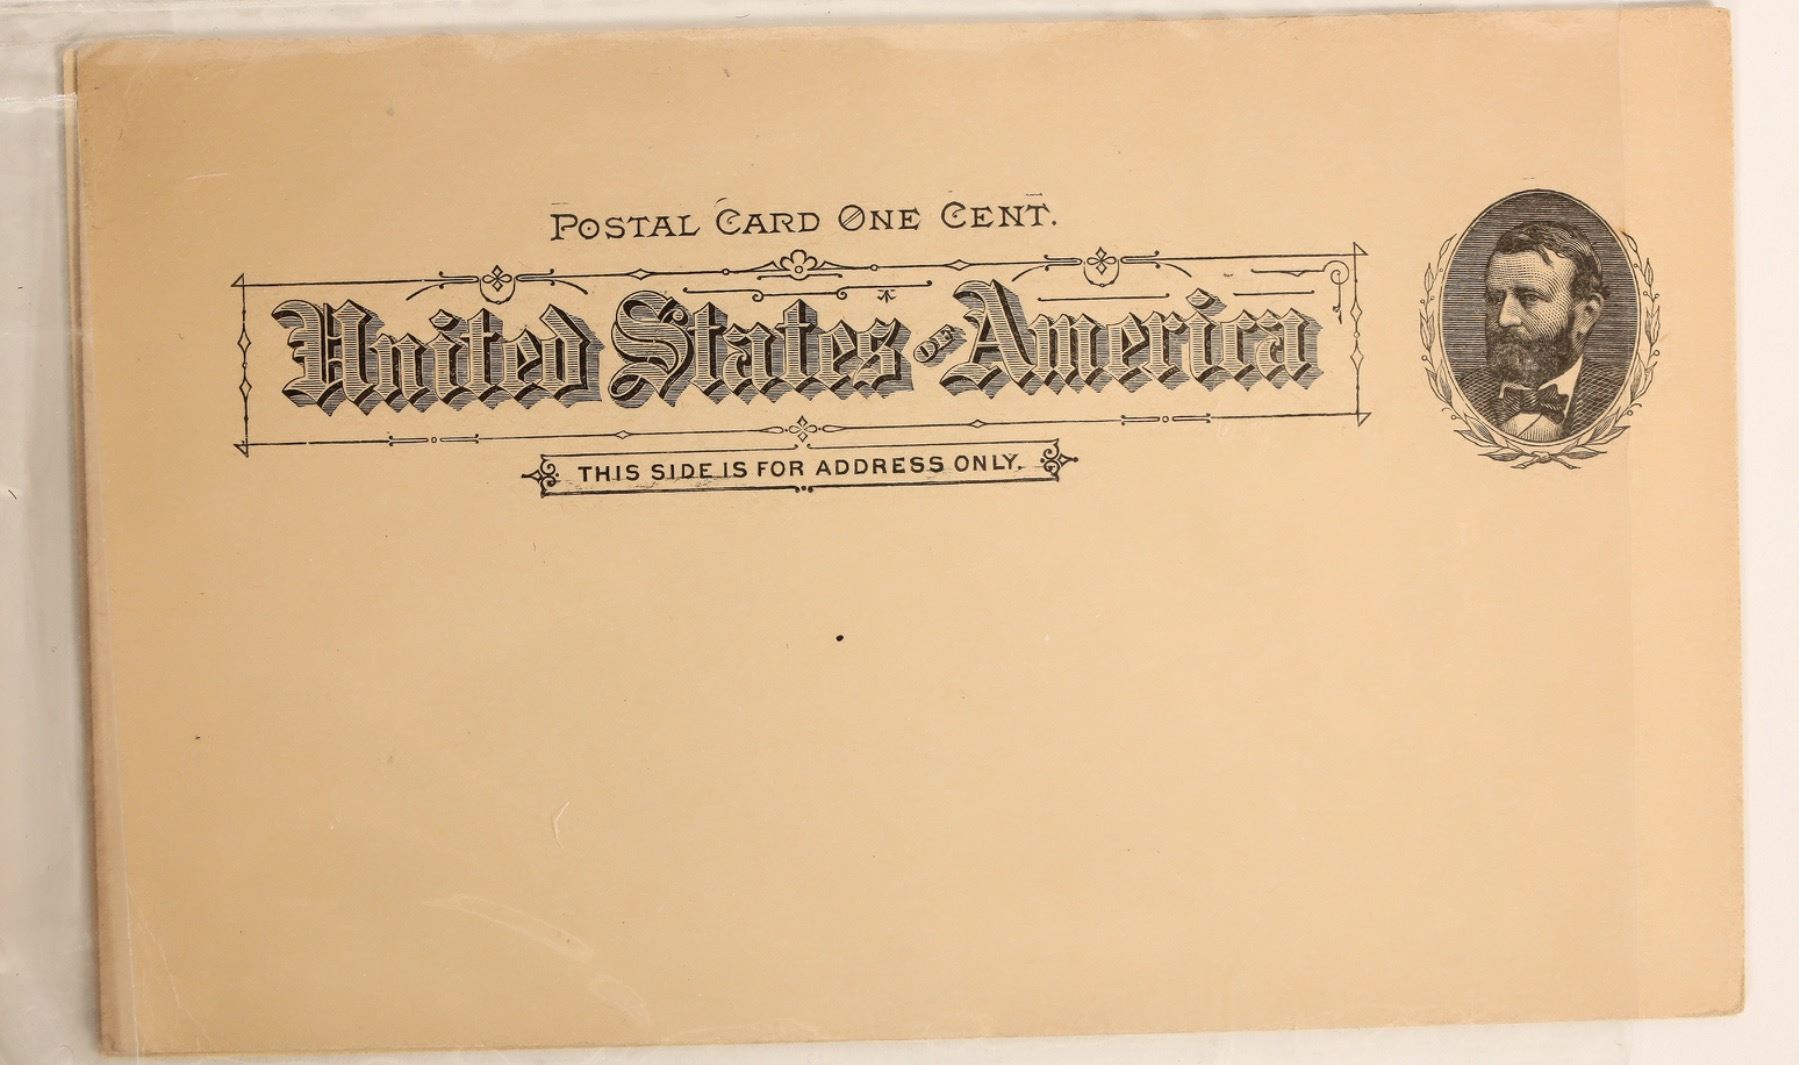 POSTAL CARD ONE CENT.
United States OF America
THIS SIDE IS FOR ADDRESS ONLY.